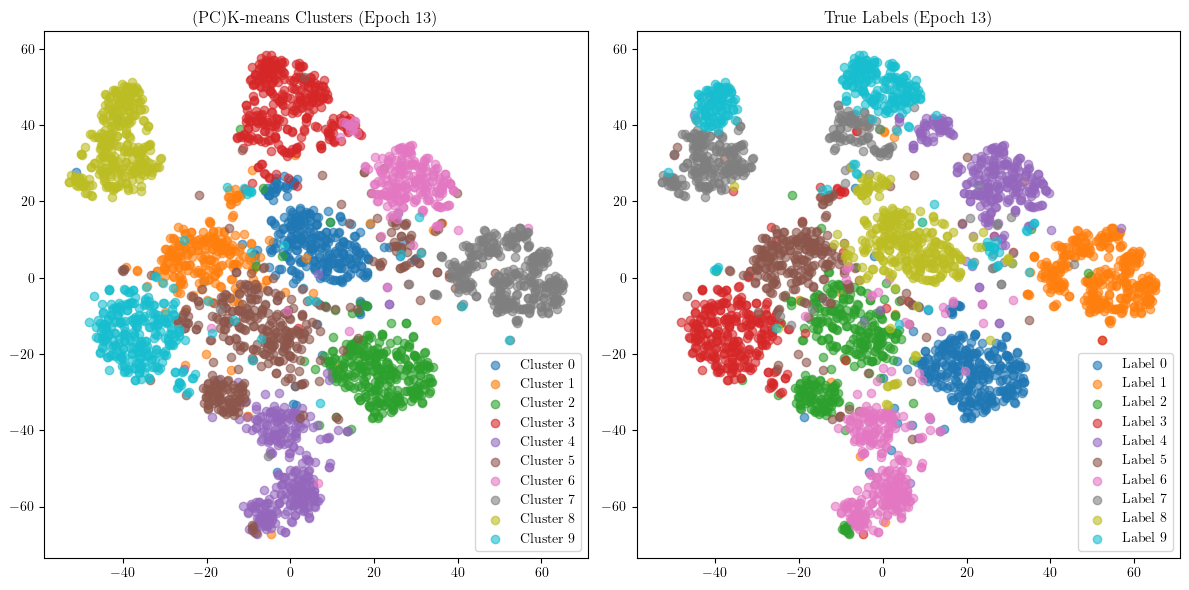 (PC)K-means Clusters (Epoch 13)
60
40
20
0
−20
−40
−60
−40
−20
0
20
40
60
Cluster 0
Cluster 1
Cluster 2
Cluster 3
Cluster 4
Cluster 5
Cluster 6
Cluster 7
Cluster 8
Cluster 9
True Labels (Epoch 13)
60
40
20
0
−20
−40
−60
−40
−20
0
20
40
60
Label 0
Label 1
Label 2
Label 3
Label 4
Label 5
Label 6
Label 7
Label 8
Label 9